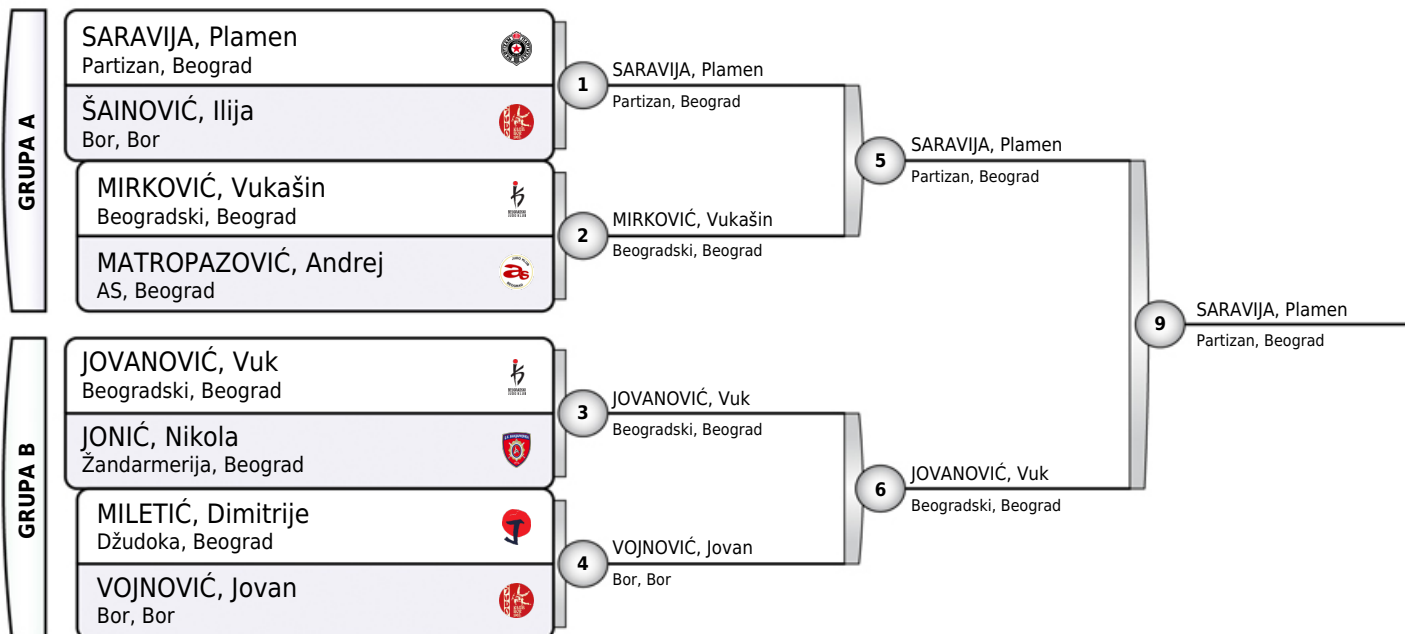 GRUPA A
SARAVIJA, Plamen
Partizan, Beograd
ŠAINOVIĆ, Ilija
Bor, Bor
MIRKOVIĆ, Vukašin
Beogradski, Beograd
MATROPAZOVIĆ, Andrej
AS, Beograd
1
SARAVIJA, Plamen
Partizan, Beograd
2
MIRKOVIĆ, Vukašin
Beogradski, Beograd
5
SARAVIJA, Plamen
Partizan, Beograd
GRUPA B
JOVANOVIĆ, Vuk
Beogradski, Beograd
JONIĆ, Nikola
Žandarmerija, Beograd
MILETIĆ, Dimitrije
Džudoka, Beograd
VOJNOVIĆ, Jovan
Bor, Bor
3
JOVANOVIĆ, Vuk
Beogradski, Beograd
4
VOJNOVIĆ, Jovan
Bor, Bor
6
JOVANOVIĆ, Vuk
Beogradski, Beograd
9
SARAVIJA, Plamen
Partizan, Beograd